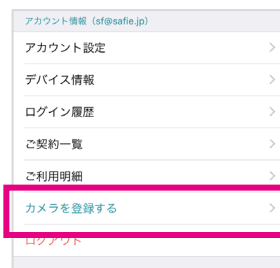 アカウント情報（sf@safie.jp）
アカウント設定
デバイス情報
ログイン履歴
ご契約一覧
ご利用明細
カメラを登録する
ログアウト